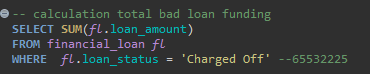 -- calculation total bad loan funding
SELECT SUM(fl.loan_amount)
FROM financial_loan fl
WHERE  fl.loan_status = 'Charged Off' --65532225